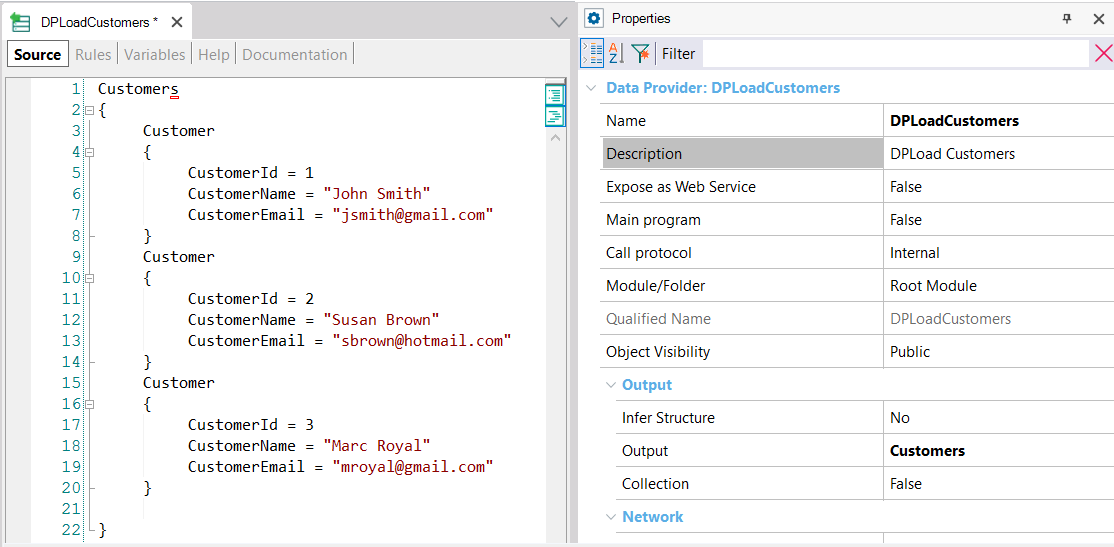 DPLoadCustomers *
Source Rules Variables Help Documentation
1 Customers
2 {
3 Customer
4 {
5 CustomerId = 1
6 CustomerName = "John Smith"
7 CustomerEmail = "jsmith@gmail.com"
8 }
9 Customer
10 {
11 CustomerId = 2
12 CustomerName = "Susan Brown"
13 CustomerEmail = "sbrown@hotmail.com"
14 }
15 Customer
16 {
17 CustomerId = 3
18 CustomerName = "Marc Royal"
19 CustomerEmail = "mroyal@gmail.com"
20 }
21
22 }
Properties
Filter
Data Provider: DPLoadCustomers
Name DPLoadCustomers
Description DPLoad Customers
Expose as Web Service False
Main program False
Call protocol Internal
Module/Folder Root Module
Qualified Name DPLoadCustomers
Object Visibility Public
Output
Infer Structure No
Output Customers
Collection False
Network